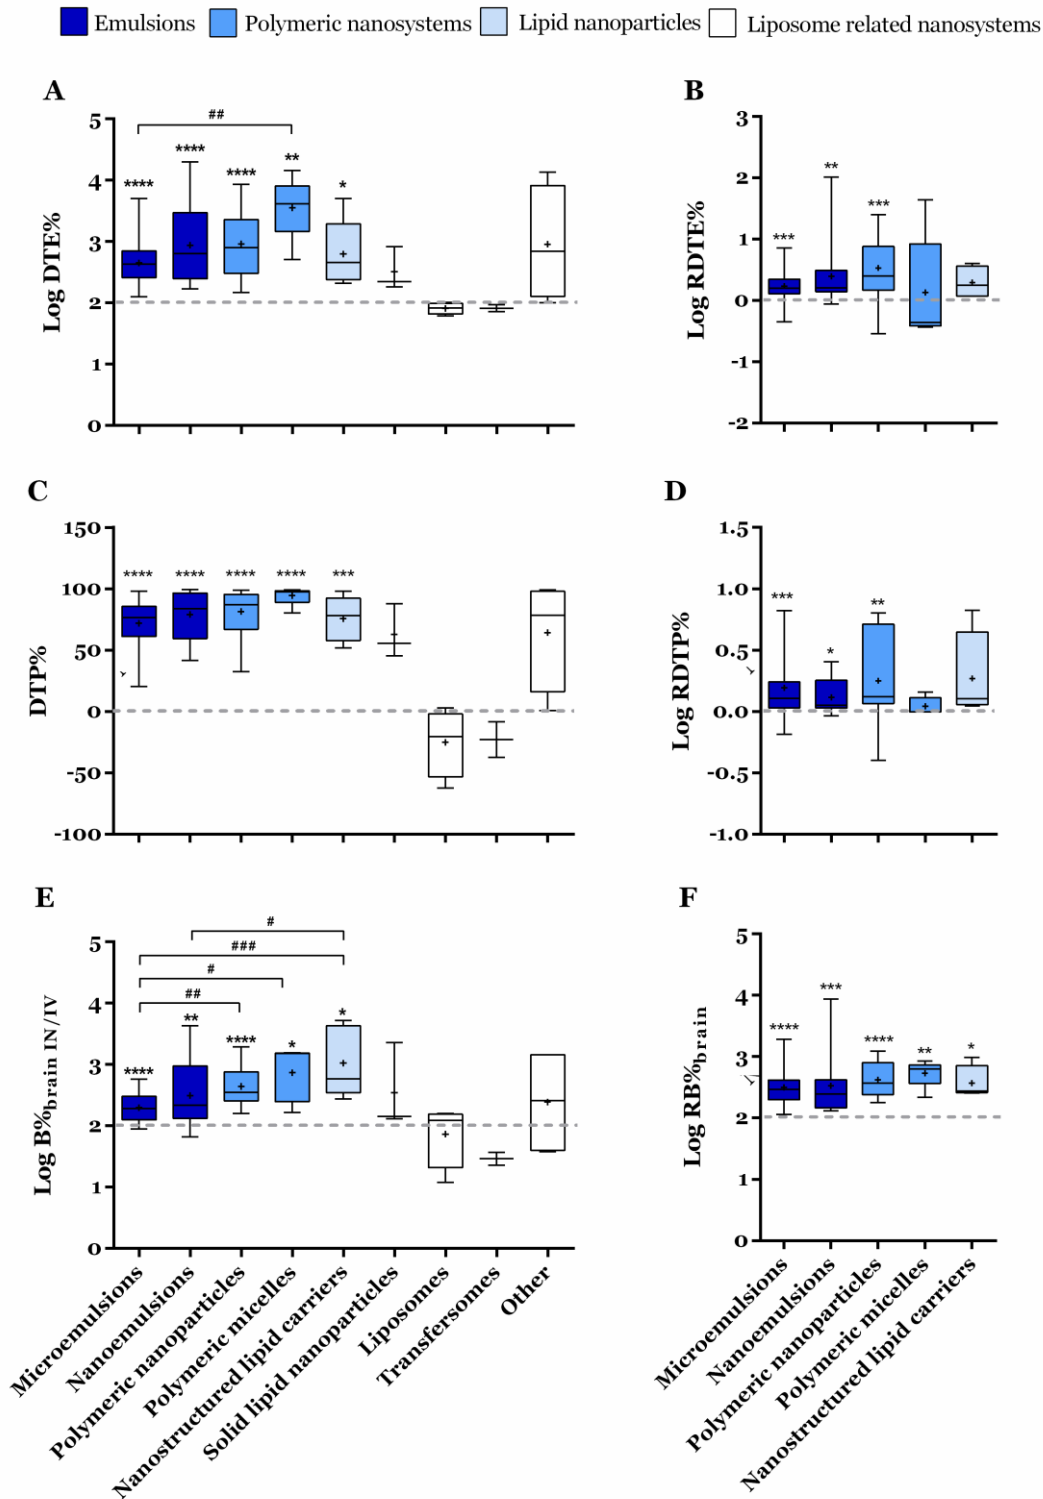 Emulsions Polymeric nanosystems Lipid nanoparticles Liposome related nanosystems
A
Log DTE%
5
4
3
2
1
0
##
****
****
****
**
*
B
Log RDTE%
3
2
1
0
-1
-2
***
**
***
C
DTP%
150
100
50
0
-50
-100
****
****
****
****
***
D
Log RDTP%
1.5
1.0
0.5
0.0
-0.5
-1.0
***
*
**
E
Log B%brain IN/IV
5
4
3
2
1
0
#
###
#
##
****
**
****
*
*
Microemulsions
Nanoemulsions
Polymeric nanoparticles
Polymeric micelles
Nanostructured lipid carriers
Solid lipid nanoparticles
Liposomes
Transfersomes
Other
F
Log RB%brain
5
4
3
2
1
0
****
***
****
**
*
Microemulsions
Nanoemulsions
Polymeric nanoparticles
Polymeric micelles
Nanostructured lipid carriers